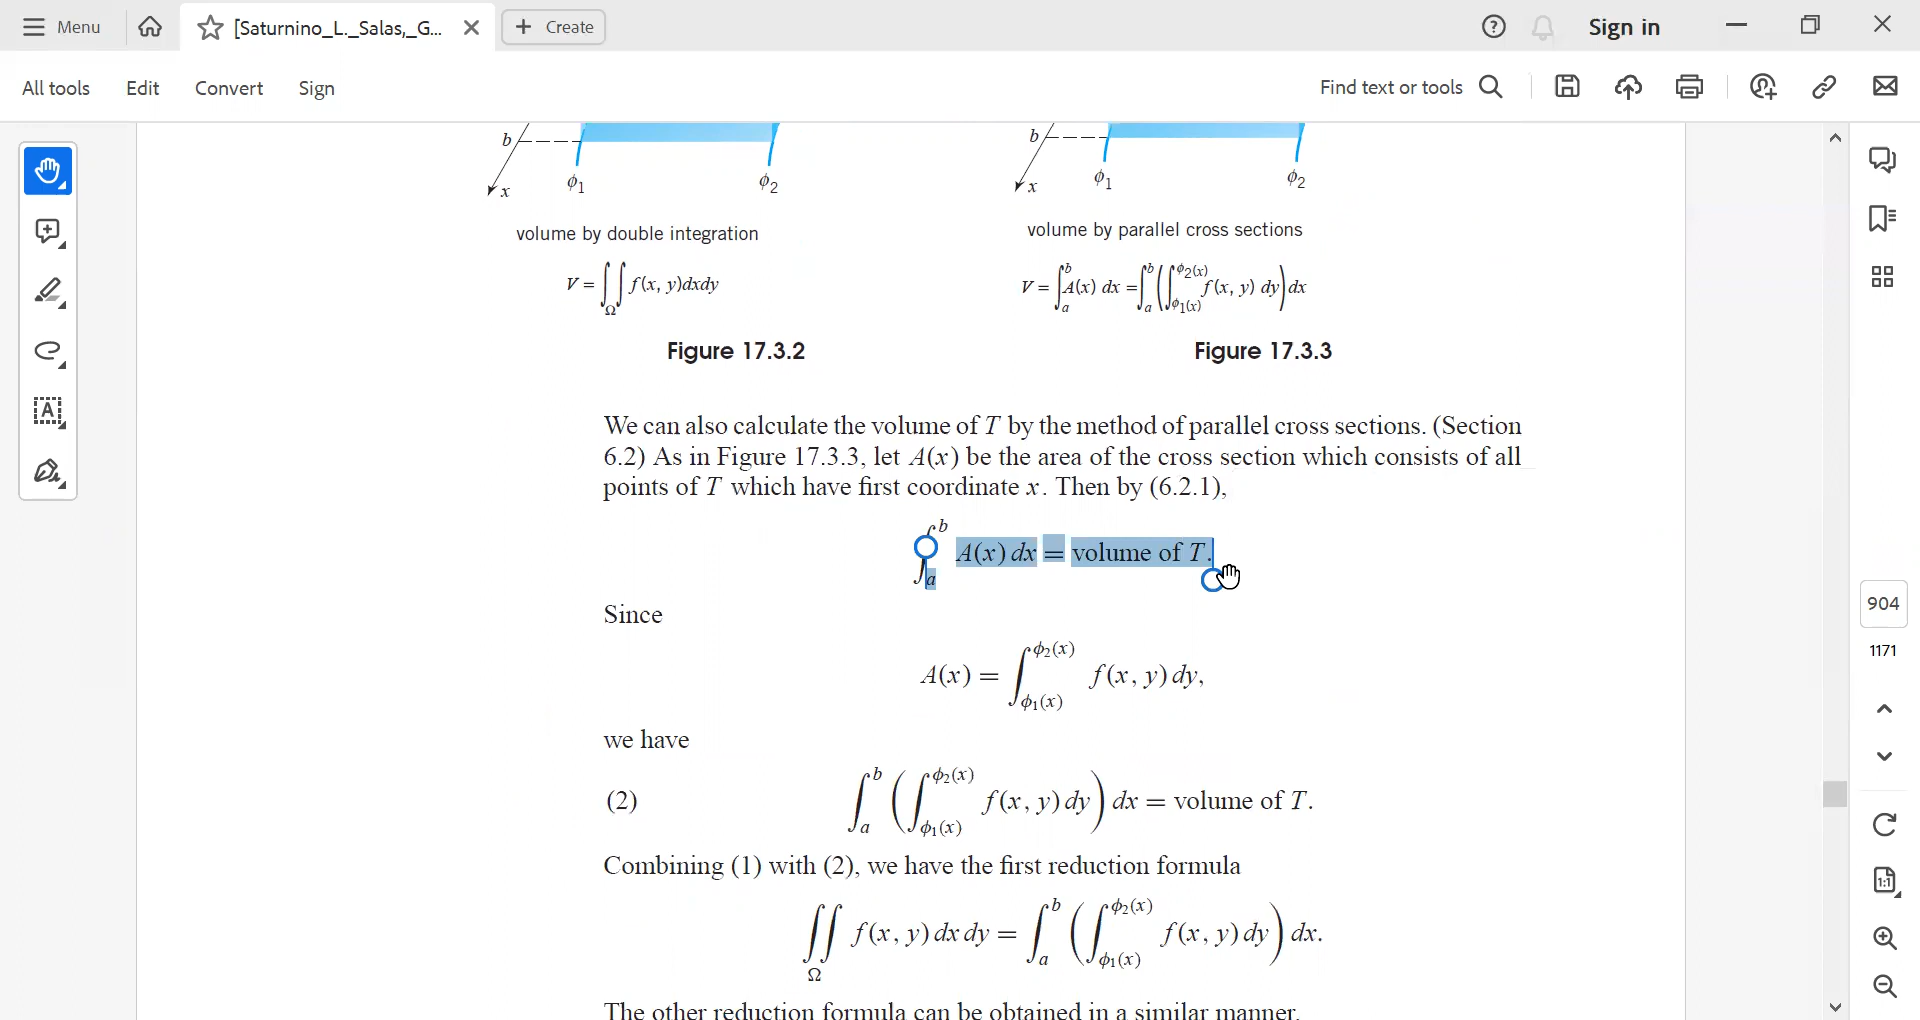 Menu
[Saturnino_L._Salas,_G...
Create
Sign in
All tools
Edit
Convert
Sign
Find text or tools
b
x
ϕ1
ϕ2
b
x
ϕ1
ϕ2
volume by double integration
volume by parallel cross sections
V = ∫∫Ω f(x, y)dxdy
V = ∫_a^b A(x) dx = ∫_a^b (∫_{ϕ1(x)}^{ϕ2(x)} f(x, y) dy) dx
Figure 17.3.2
Figure 17.3.3
We can also calculate the volume of T by the method of parallel cross sections. (Section
6.2) As in Figure 17.3.3, let A(x) be the area of the cross section which consists of all
points of T which have first coordinate x. Then by (6.2.1),
∫_a^b A(x) dx = volume of T.
Since
A(x) = ∫_{ϕ1(x)}^{ϕ2(x)} f(x, y) dy,
we have
(2) ∫_a^b (∫_{ϕ1(x)}^{ϕ2(x)} f(x, y) dy) dx = volume of T.
Combining (1) with (2), we have the first reduction formula
∫∫Ω f(x, y) dx dy = ∫_a^b (∫_{ϕ1(x)}^{ϕ2(x)} f(x, y) dy) dx.
The other reduction formula can be obtained in a similar manner.
904
1171